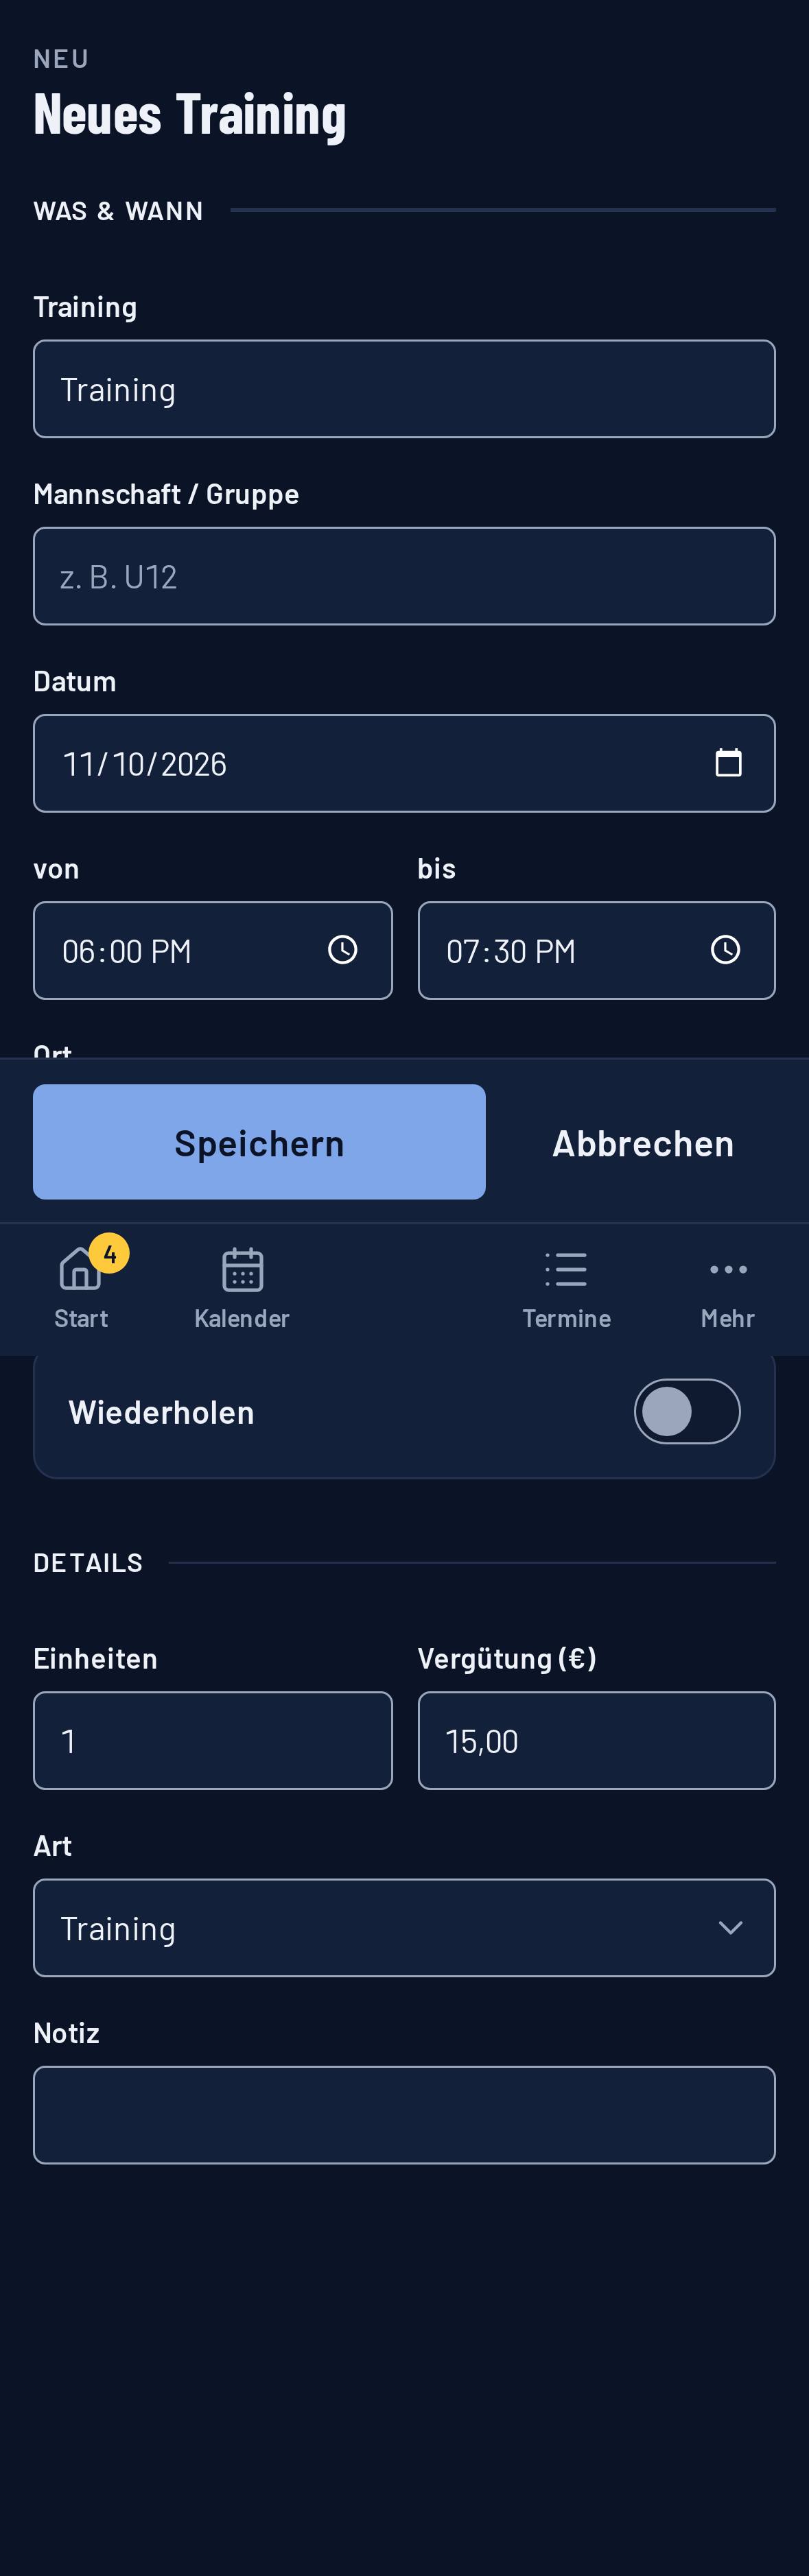 NEU
Neues Training
WAS & WANN
Training
Training
Mannschaft / Gruppe
z. B. U12
Datum
11/10/2026
von bis
06:00 PM 07:30 PM
Ort
Speichern Abbrechen
4
Start Kalender Termine Mehr
Wiederholen
DETAILS
Einheiten Vergütung (€)
1 15,00
Art
Training
Notiz